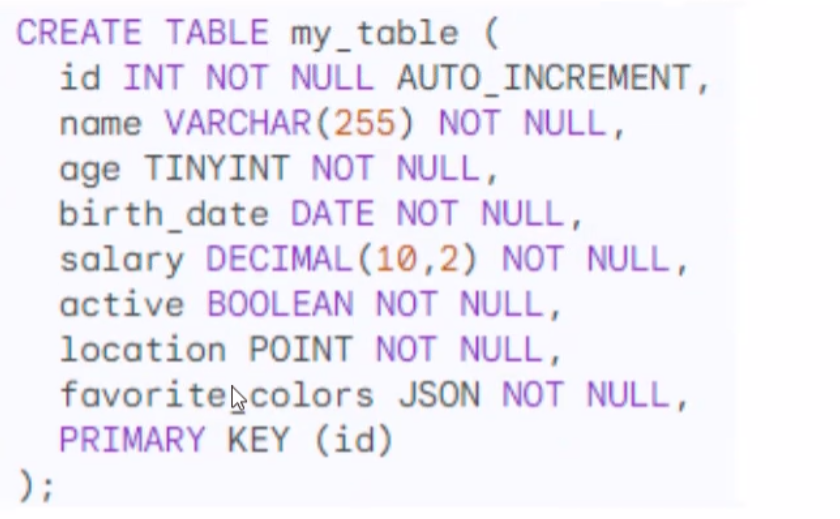 CREATE TABLE my_table (
  id INT NOT NULL AUTO_INCREMENT,
  name VARCHAR(255) NOT NULL,
  age TINYINT NOT NULL,
  birth_date DATE NOT NULL,
  salary DECIMAL(10,2) NOT NULL,
  active BOOLEAN NOT NULL,
  location POINT NOT NULL,
  favorite_colors JSON NOT NULL,
  PRIMARY KEY (id)
);